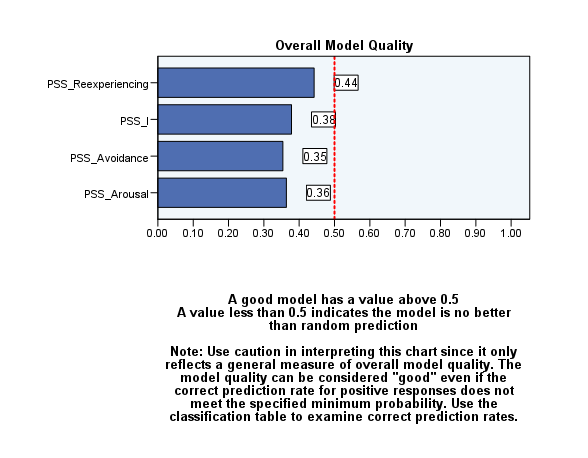 Overall Model Quality
PSS_Reexperiencing
0.44
PSS_I
0.38
PSS_Avoidance
0.35
PSS_Arousal
0.36
0.00 0.10 0.20 0.30 0.40 0.50 0.60 0.70 0.80 0.90 1.00
A good model has a value above 0.5
A value less than 0.5 indicates the model is no better
than random prediction
Note: Use caution in interpreting this chart since it only
reflects a general measure of overall model quality. The
model quality can be considered "good" even if the
correct prediction rate for positive responses does not
meet the specified minimum probability. Use the
classification table to examine correct prediction rates.